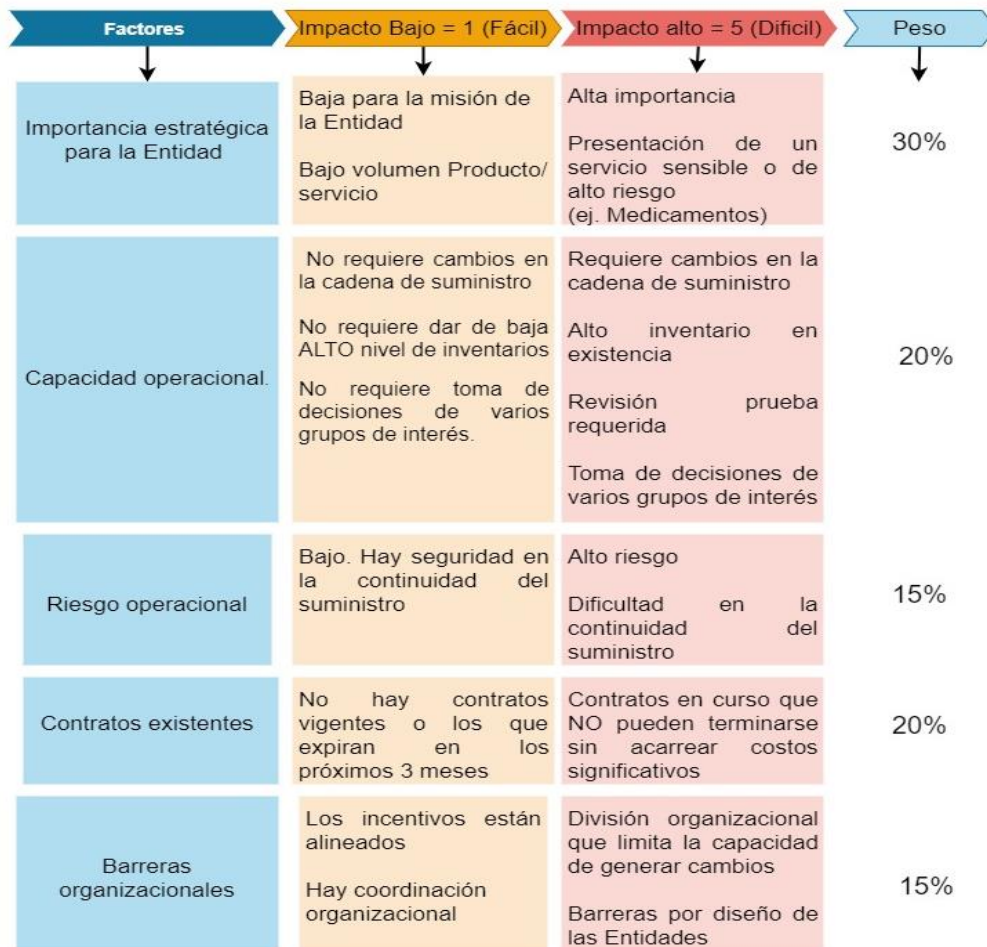 Factores
Impacto Bajo = 1 (Fácil)
Impacto alto = 5 (Dificil)
Peso
Importancia estratégica
para la Entidad
Baja para la misión de
la Entidad
Bajo volumen Producto/
servicio
Alta importancia
Presentación de un
servicio sensible o de
alto riesgo
(ej. Medicamentos)
30%
Capacidad operacional.
No requiere cambios en
la cadena de suministro
No requiere dar de baja
ALTO nivel de inventarios
No requiere toma de
decisiones de varios
grupos de interés.
Requiere cambios en la
cadena de suministro
Alto inventario en
existencia
Revisión prueba
requerida
Toma de decisiones de
varios grupos de interés
20%
Riesgo operacional
Bajo. Hay seguridad en
la continuidad del
suministro
Alto riesgo
Dificultad en la
continuidad del
suministro
15%
Contratos existentes
No hay contratos
vigentes o los que
expiran en los
próximos 3 meses
Contratos en curso que
NO pueden terminarse
sin acarrear costos
significativos
20%
Barreras
organizacionales
Los incentivos están
alineados
Hay coordinación
organizacional
División organizacional
que limita la capacidad
de generar cambios
Barreras por diseño de
las Entidades
15%